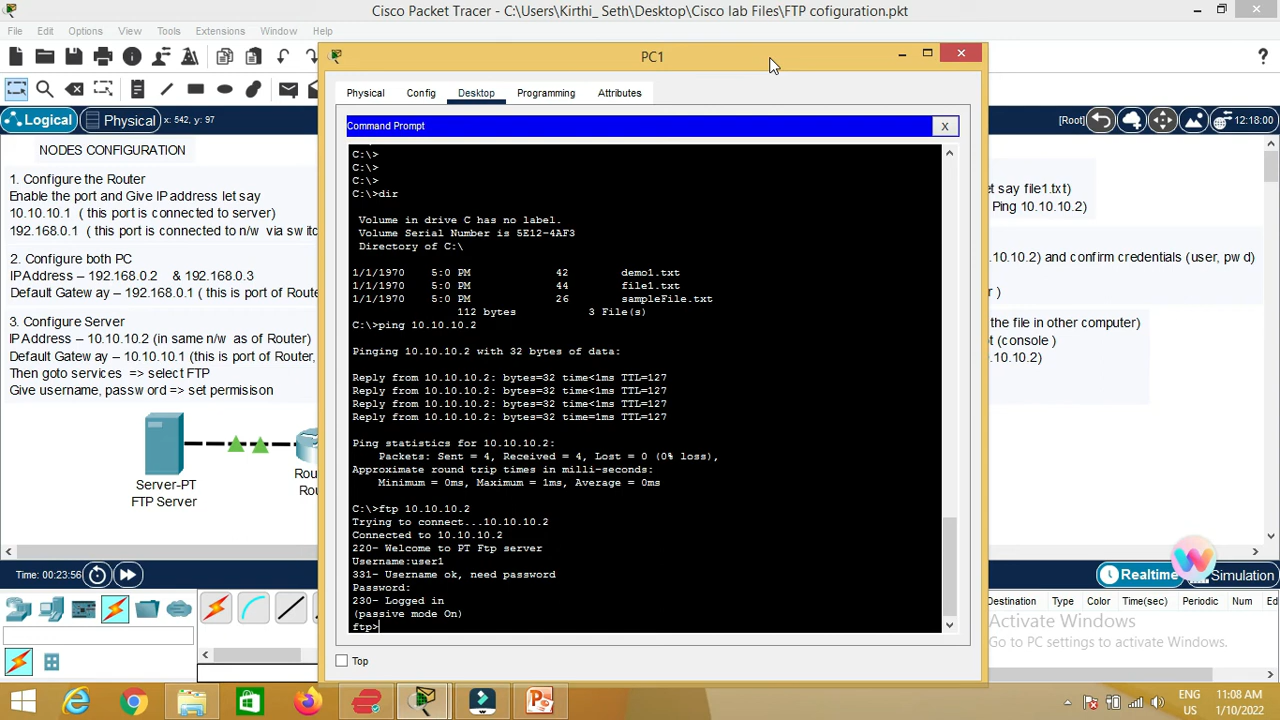 Cisco Packet Tracer - C:\Users\Kirthi_ Seth\Desktop\Cisco lab Files\FTP cofiguration.pkt
File Edit Options View Tools Extensions Window Help
PC1
Physical Config Desktop Programming Attributes
Logical Physical x: 542, y: 97
[Root] 12:18:00
Command Prompt X
NODES CONFIGURATION
1. Configure the Router
Enable the port and Give IP address let say
10.10.10.1 ( this port is connected to server)
192.168.0.1 ( this port is connected to n/w via switc
2. Configure both PC
IPAddress – 192.168.0.2 & 192.168.0.3
Default Gateway – 192.168.0.1 ( this is port of Route
3. Configure Server
IP Address – 10.10.10.2 (in same n/w as of Router)
Default Gateway – 10.10.10.1 (this is port of Router,
Then goto services => select FTP
Give username, password => set permisison
Server-PT
FTP Server
Rou
Ro
C:\>
C:\>
C:\>
C:\>dir
Volume in drive C has no label.
Volume Serial Number is 5E12-4AF3
Directory of C:\
1/1/1970 5:0 PM 42 demo1.txt
1/1/1970 5:0 PM 44 file1.txt
1/1/1970 5:0 PM 26 sampleFile.txt
112 bytes 3 File(s)
C:\>ping 10.10.10.2
Pinging 10.10.10.2 with 32 bytes of data:
Reply from 10.10.10.2: bytes=32 time<1ms TTL=127
Reply from 10.10.10.2: bytes=32 time<1ms TTL=127
Reply from 10.10.10.2: bytes=32 time<1ms TTL=127
Reply from 10.10.10.2: bytes=32 time=1ms TTL=127
Ping statistics for 10.10.10.2:
Packets: Sent = 4, Received = 4, Lost = 0 (0% loss),
Approximate round trip times in milli-seconds:
Minimum = 0ms, Maximum = 1ms, Average = 0ms
C:\>ftp 10.10.10.2
Trying to connect...10.10.10.2
Connected to 10.10.10.2
220- Welcome to PT Ftp server
Username:user1
331- Username ok, need password
Password:
230- Logged in
(passive mode On)
ftp>
Top
et say file1.txt)
Ping 10.10.10.2)
.10.10.2) and confirm credentials (user, pwd)
er )
the file in other computer)
ot (console )
0.10.10.2)
Time: 00:23:56
Realtime Simulation
Destination Type Color Time(sec) Periodic Num Edit
Activate Windows
Go to PC settings to activate Windows.
ENG
US
11:08 AM
1/10/2022